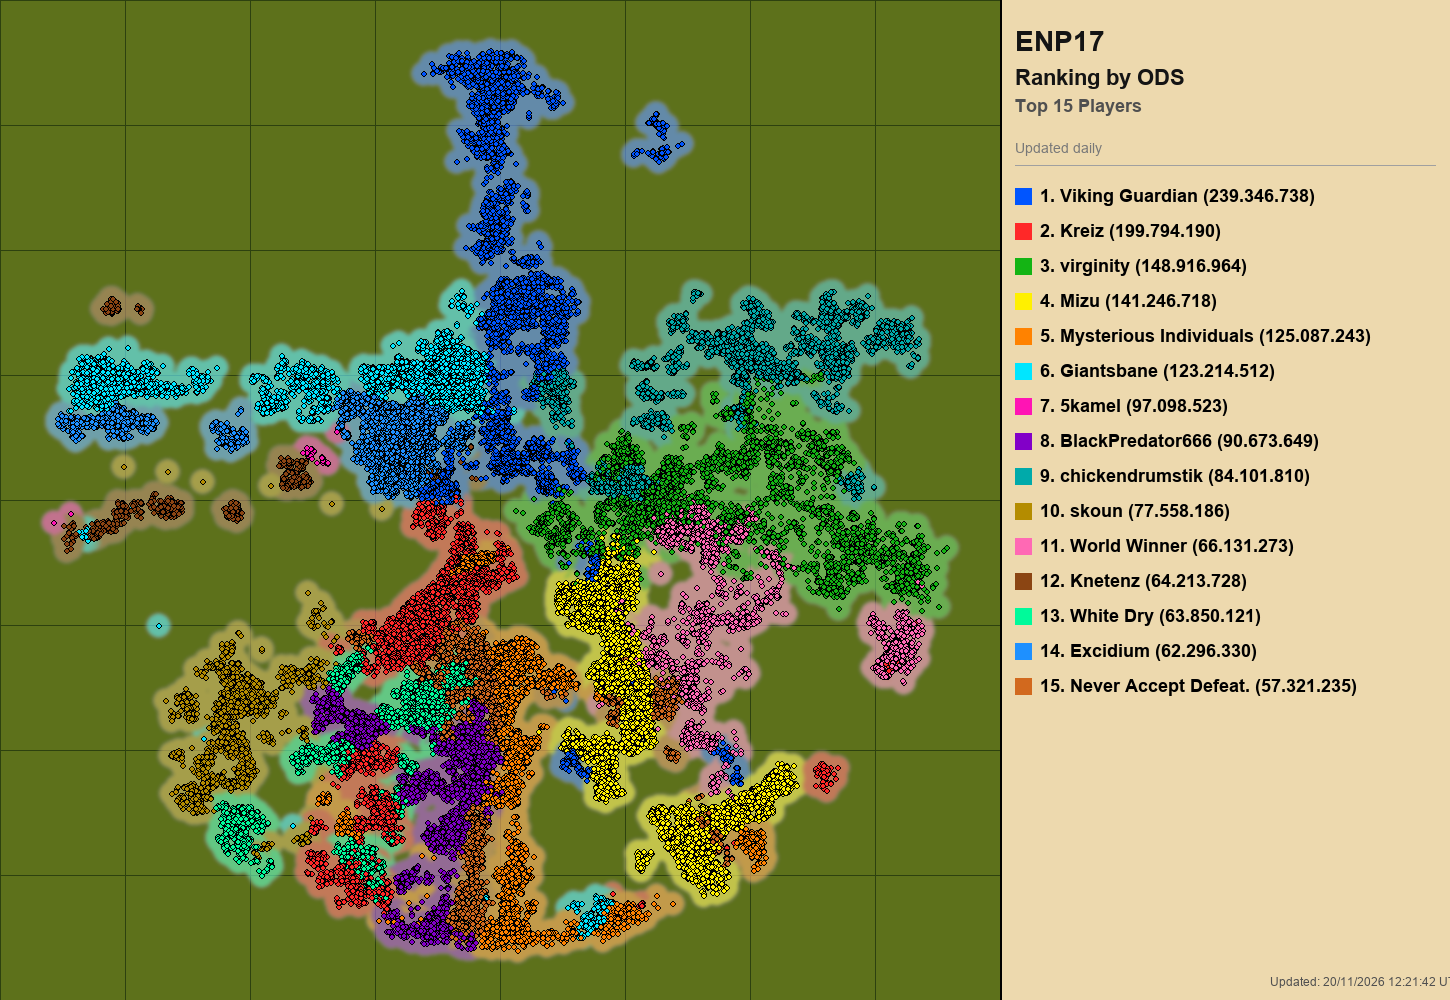 ENP17
Ranking by ODS
Top 15 Players
Updated daily
1. Viking Guardian (239.346.738)
2. Kreiz (199.794.190)
3. virginity (148.916.964)
4. Mizu (141.246.718)
5. Mysterious Individuals (125.087.243)
6. Giantsbane (123.214.512)
7. 5kamel (97.098.523)
8. BlackPredator666 (90.673.649)
9. chickendrumstik (84.101.810)
10. skoun (77.558.186)
11. World Winner (66.131.273)
12. Knetenz (64.213.728)
13. White Dry (63.850.121)
14. Excidium (62.296.330)
15. Never Accept Defeat. (57.321.235)
Updated: 20/11/2026 12:21:42